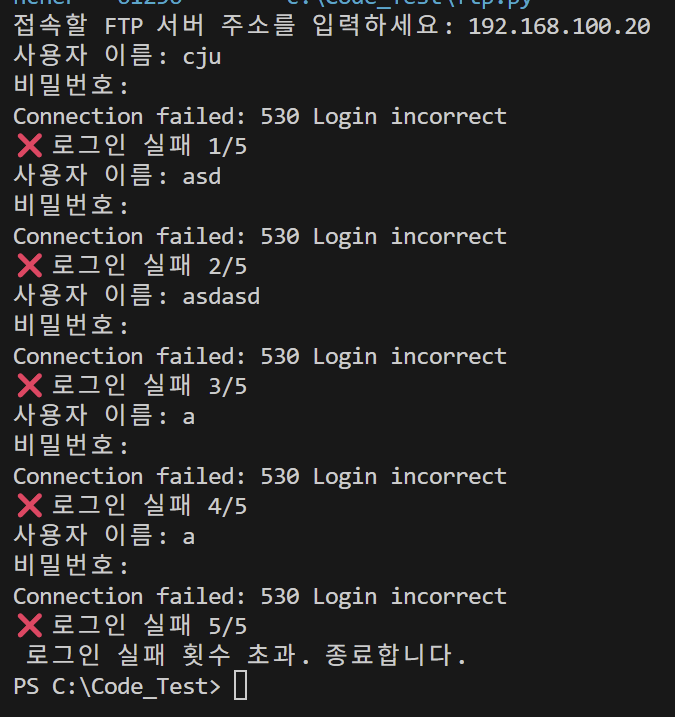 c:\Code_Test\ftp.py
접속할 FTP 서버 주소를 입력하세요: 192.168.100.20
사용자 이름: cju
비밀번호:
Connection failed: 530 Login incorrect
❌ 로그인 실패 1/5
사용자 이름: asd
비밀번호:
Connection failed: 530 Login incorrect
❌ 로그인 실패 2/5
사용자 이름: asdasd
비밀번호:
Connection failed: 530 Login incorrect
❌ 로그인 실패 3/5
사용자 이름: a
비밀번호:
Connection failed: 530 Login incorrect
❌ 로그인 실패 4/5
사용자 이름: a
비밀번호:
Connection failed: 530 Login incorrect
❌ 로그인 실패 5/5
로그인 실패 횟수 초과. 종료합니다.
PS C:\Code_Test>